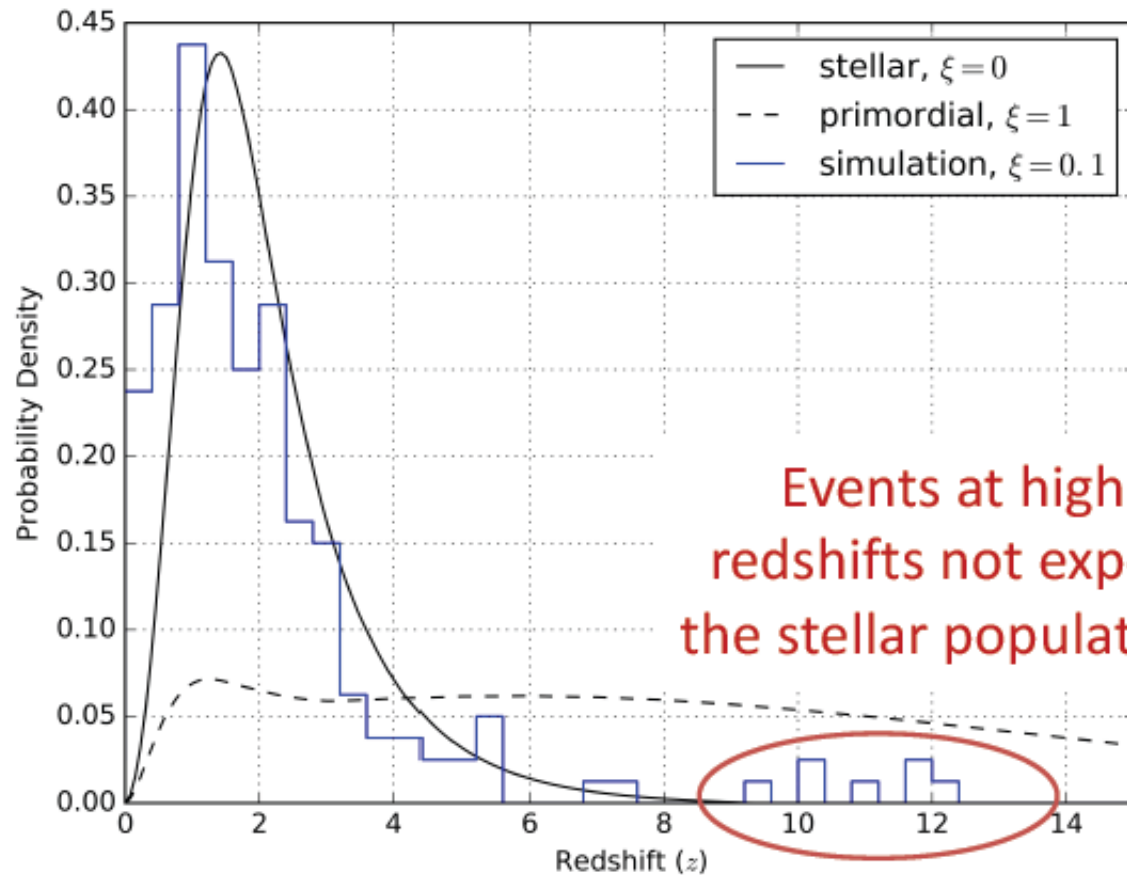 0.45
0.40
0.35
0.30
0.25
0.20
0.15
0.10
0.05
0.00
Probability Density
stellar, ξ = 0
primordial, ξ = 1
simulation, ξ = 0.1
Events at high
redshifts not exp
the stellar populat
0 2 4 6 8 10 12 14
Redshift (z)